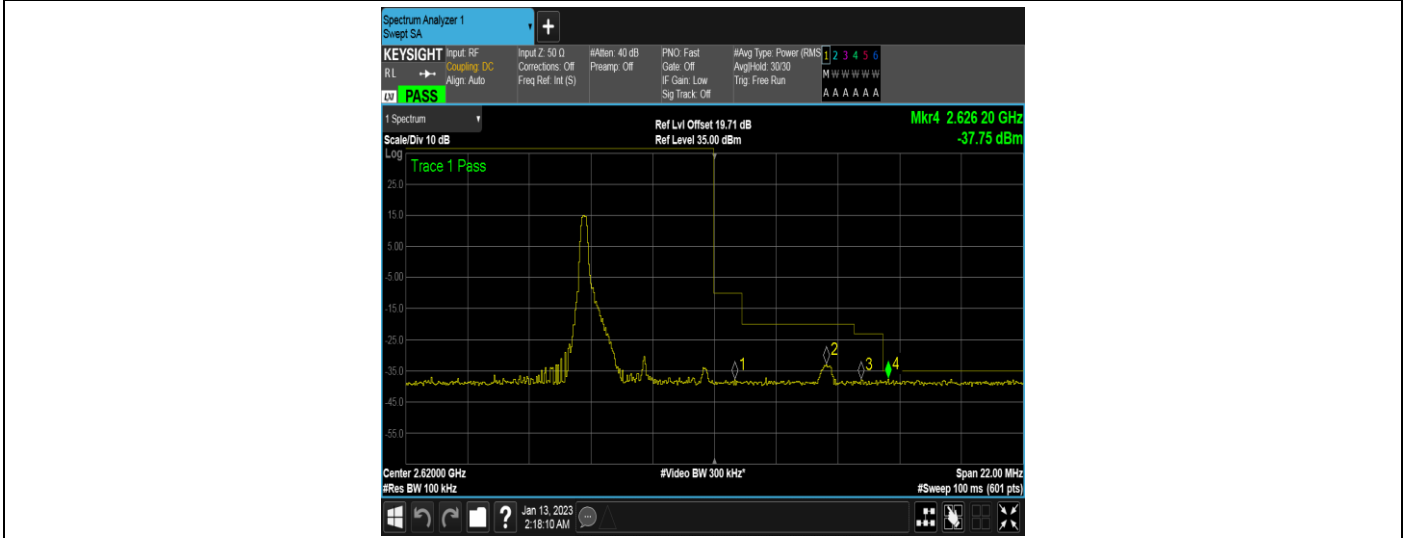 Spectrum Analyzer 1
Swept SA
+
KEYSIGHT Input: RF Input Z: 50 Ω #Atten: 40 dB PNO: Fast #Avg Type: Power (RMS 1 2 3 4 5 6
Coupling: DC Corrections: Off Preamp: Off Gate: Off Avg|Hold: 30/30 M W W W W W
RL Align: Auto Freq Ref: Int (S) IF Gain: Low Trig: Free Run
Sig Track: Off A A A A A A
LXI PASS
1 Spectrum Ref Lvl Offset 19.71 dB Mkr4 2.626 20 GHz
Scale/Div 10 dB Ref Level 35.00 dBm -37.75 dBm
Log
Trace 1 Pass
25.0
15.0
5.00
-5.00
-15.0
-25.0
-35.0
-45.0
-55.0
1 2 3 4
Center 2.62000 GHz #Video BW 300 kHz* Span 22.00 MHz
#Res BW 100 kHz #Sweep 100 ms (601 pts)
? Jan 13, 2023
2:18:10 AM